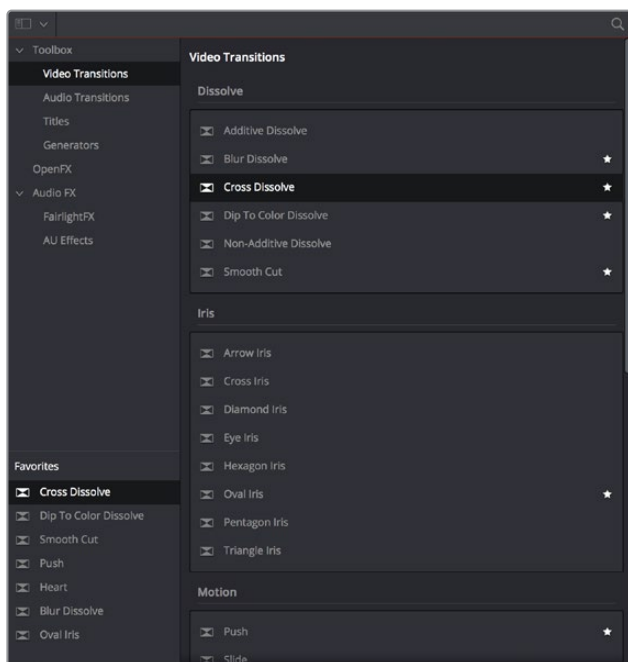 Toolbox
Video Transitions
Audio Transitions
Titles
Generators
OpenFX
Audio FX
FairlightFX
AU Effects
Favorites
Cross Dissolve
Dip To Color Dissolve
Smooth Cut
Push
Heart
Blur Dissolve
Oval Iris
Video Transitions
Dissolve
Additive Dissolve
Blur Dissolve
Cross Dissolve
Dip To Color Dissolve
Non-Additive Dissolve
Smooth Cut
Iris
Arrow Iris
Cross Iris
Diamond Iris
Eye Iris
Hexagon Iris
Oval Iris
Pentagon Iris
Triangle Iris
Motion
Push
Slide